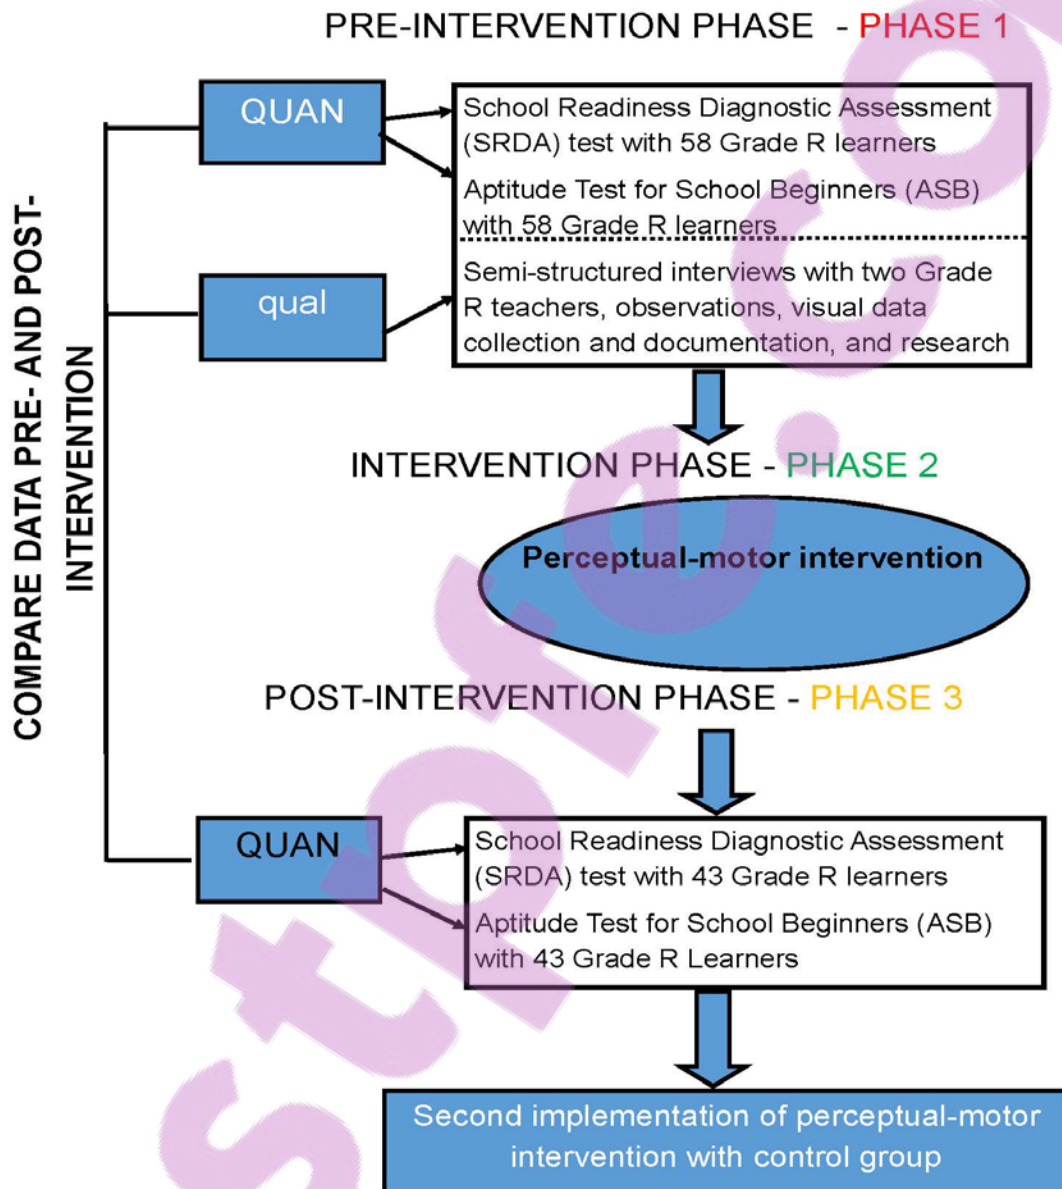 PRE-INTERVENTION PHASE - PHASE 1
QUAN
School Readiness Diagnostic Assessment
(SRDA) test with 58 Grade R learners
Aptitude Test for School Beginners (ASB)
with 58 Grade R learners
qual
Semi-structured interviews with two Grade
R teachers, observations, visual data
collection and documentation, and research
COMPARE DATA PRE- AND POST-
INTERVENTION
INTERVENTION PHASE - PHASE 2
Perceptual-motor intervention
POST-INTERVENTION PHASE - PHASE 3
QUAN
School Readiness Diagnostic Assessment
(SRDA) test with 43 Grade R learners
Aptitude Test for School Beginners (ASB)
with 43 Grade R Learners
Second implementation of perceptual-motor
intervention with control group
stpfe.co